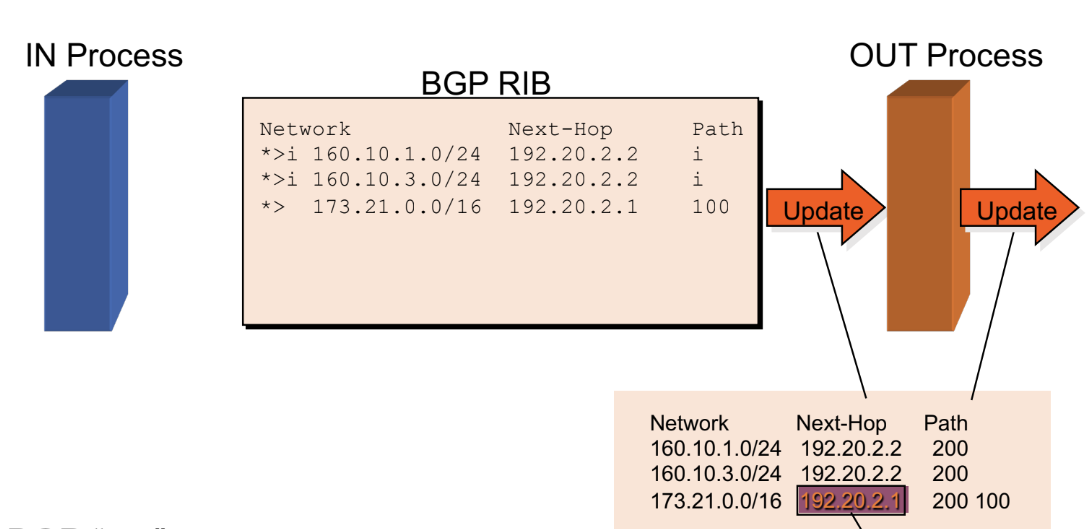 IN Process
OUT Process
BGP RIB
Network Next-Hop Path
*>i 160.10.1.0/24 192.20.2.2 i
*>i 160.10.3.0/24 192.20.2.2 i
*> 173.21.0.0/16 192.20.2.1 100
Update
Update
Network Next-Hop Path
160.10.1.0/24 192.20.2.2 200
160.10.3.0/24 192.20.2.2 200
173.21.0.0/16 192.20.2.1 200 100